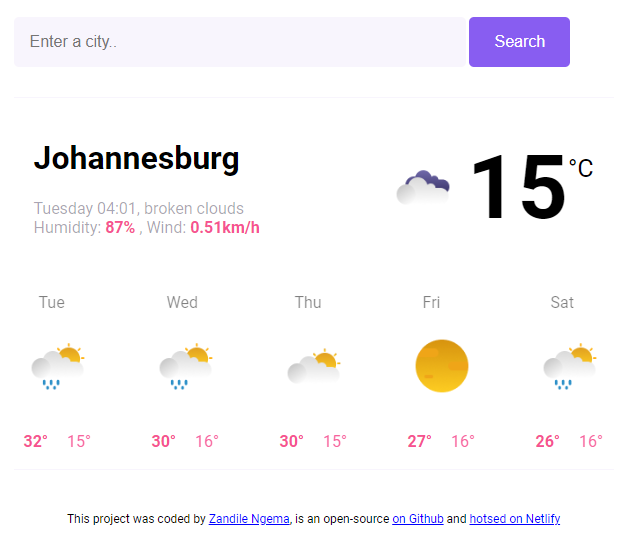 Enter a city..
Search
Johannesburg
15°C
Tuesday 04:01, broken clouds
Humidity: 87% , Wind: 0.51km/h
Tue Wed Thu Fri Sat
32° 15° 30° 16° 30° 15° 27° 16° 26° 16°
This project was coded by Zandile Ngema, is an open-source on Github and hotsed on Netlify